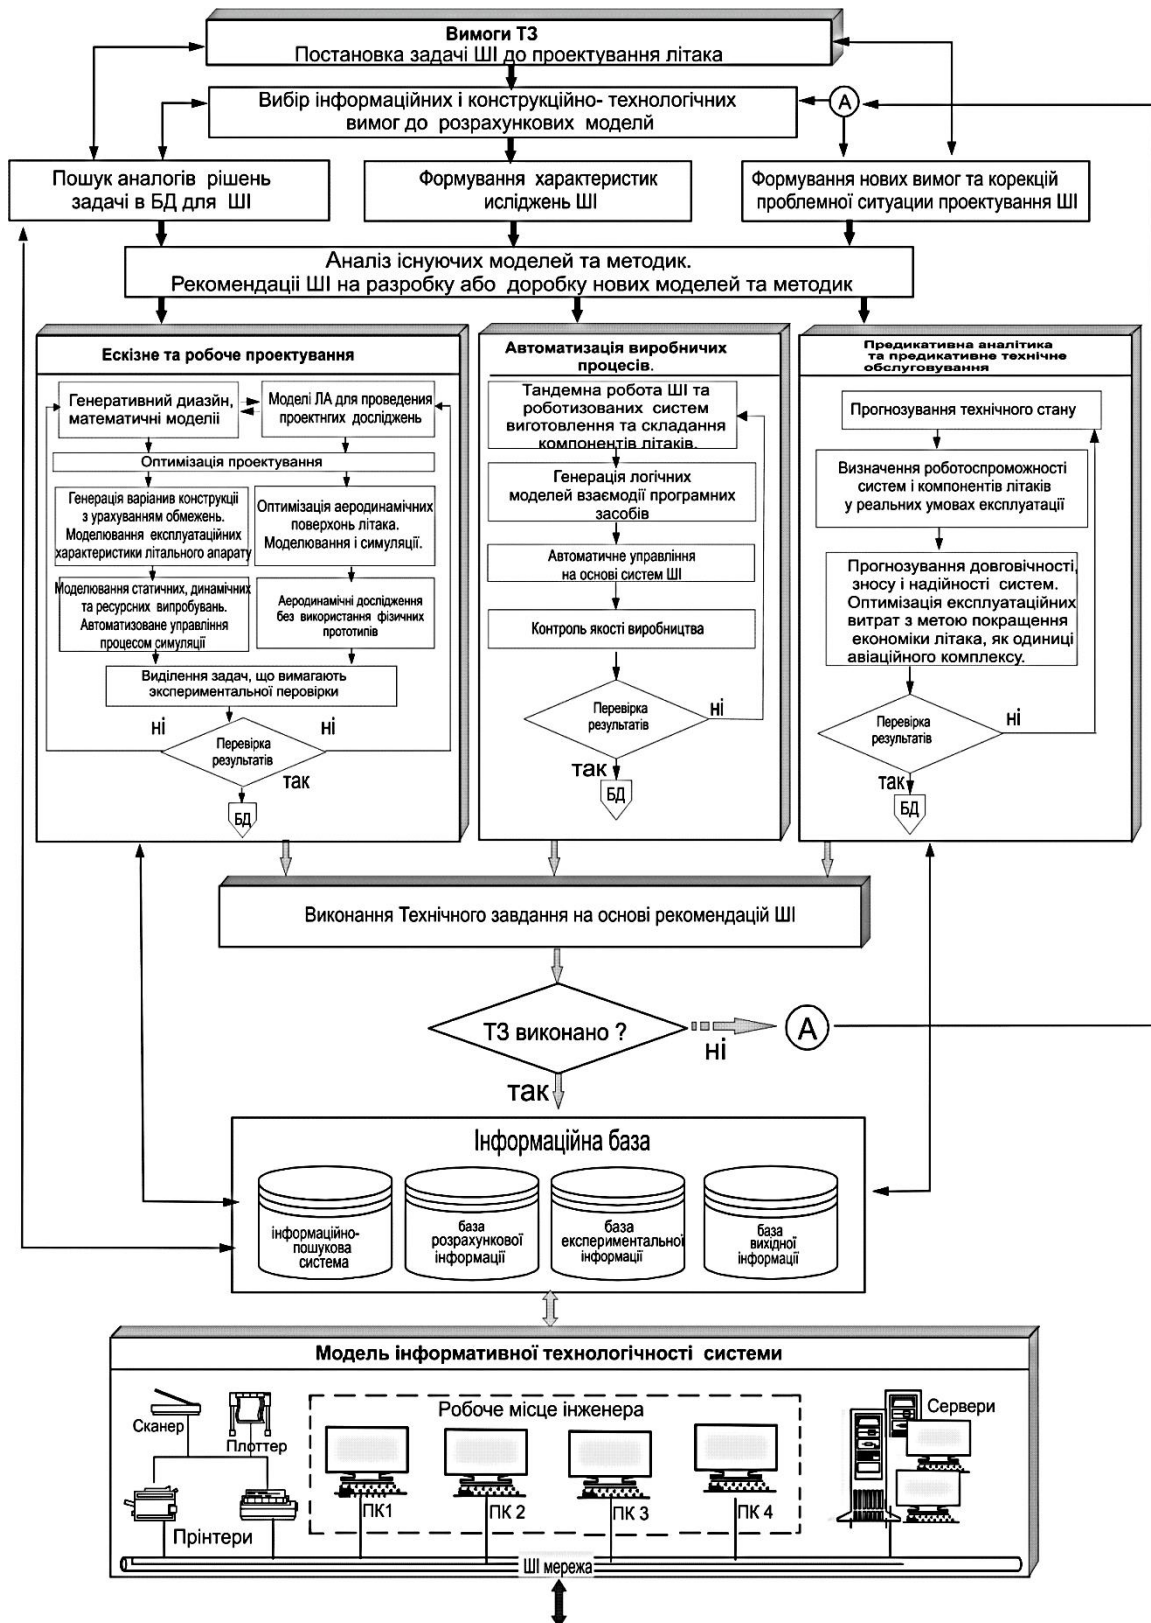 Вимоги ТЗ
Постановка задачі ШІ до проектування літака
Вибір інформаційних і конструкційно- технологічних
вимог до розрахункових моделй
А
Пошук аналогів рішень
задачі в БД для ШІ
Формування характеристик
исліджень ШІ
Формування нових вимог та корекцій
проблемної ситуации проектування ШІ
Аналіз існуючих моделей та методик.
Рекомендації ШІ на разробку або доробку нових моделей та методик
Ескізне та робоче проектування
Генеративний диазйн,
математичні моделіі
Моделі ЛА для проведення
проектнгих досліджень
Оптимізація проектування
Генерація варіанив конструкціі
з урахуванням обмежень.
Моделювання експлуатаційних
характеристики літального апарату
Оптимізація аеродинамічних
поверхонь літака.
Моделювання і симуляції.
Моделювання статичних, динамічних
та ресурсних випробувань.
Автоматизоване управління
процесом симуляції
Аеродинамічні дослідження
без використання фізичних
прототипів
Виділення задач, що вимагають
экспериментальної перовірки
ні
ні
Перевірка
результатів
так
БД
Автоматизація виробничих
процесів.
Тандемна робота ШІ та
роботизованих систем
виготовлення та складання
компонентів літаків.
Генерація логічних
моделей взаємодії програмних
засобів
Автоматичне управління
на основі систем ШІ
Контроль якості виробництва
Перевірка
результатів
ні
так
БД
Предикативна аналітика
та предикативне технічне
обслуговування
Прогнозування технічного стану
Визначення роботоспроможності
систем і компонентів літаків
у реальних умовах експлуатації
Прогнозування довговічності,
зносу і надійності систем.
Оптимізація експлуатаційних
витрат з метою покращення
економіки літака, як одиниці
авіаційного комплексу.
Перевірка
результатів
ні
так
БД
Виконання Технічного завдання на основі рекомендацій ШІ
ТЗ виконано ?
ні
А
так
Інформаційна база
інформаційно-
пошукова
система
база
розрахункової
інформації
база
експериментальної
інформації
база
вихідної
інформації
Модель інформативної технологічності системи
Сканер
Плоттер
Прінтери
Робоче місце інженера
ПК1
ПК 2
ПК 3
ПК 4
Сервери
ШІ мережа